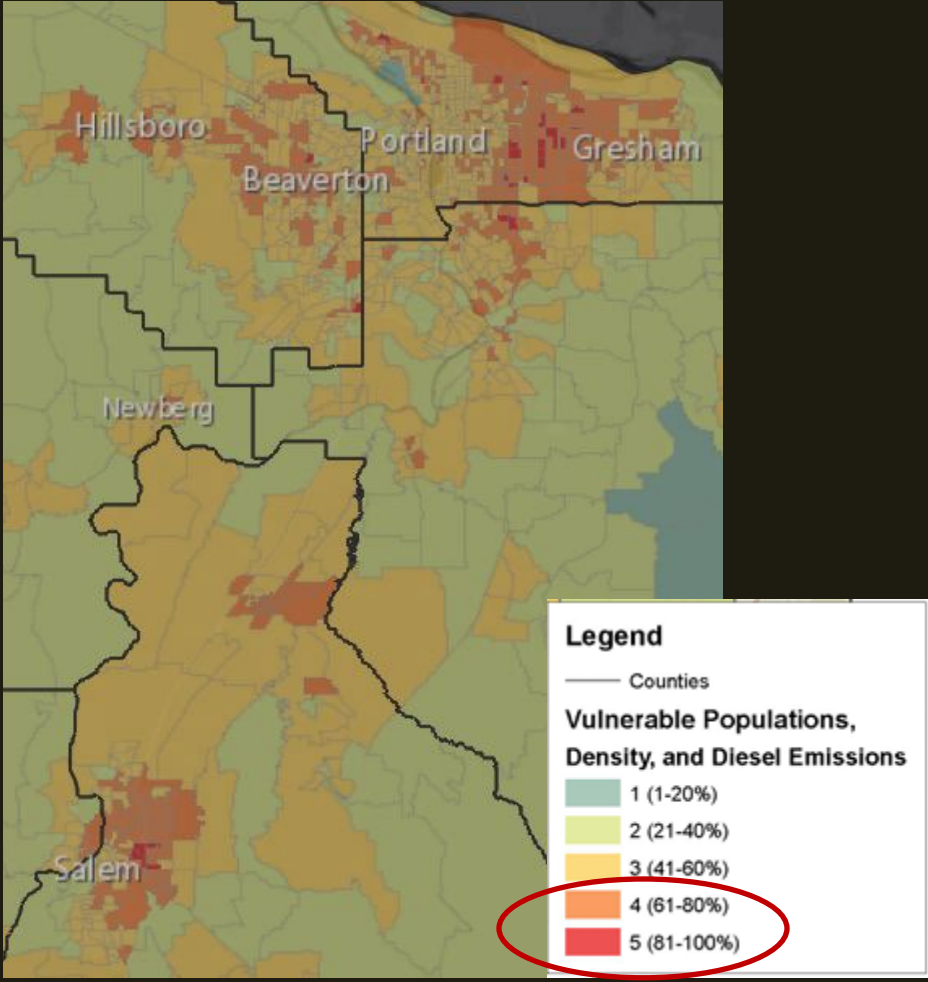 Hillsboro
Portland
Gresham
Beaverton
Newberg
Salem
Legend
Counties
Vulnerable Populations,
Density, and Diesel Emissions
1 (1-20%)
2 (21-40%)
3 (41-60%)
4 (61-80%)
5 (81-100%)